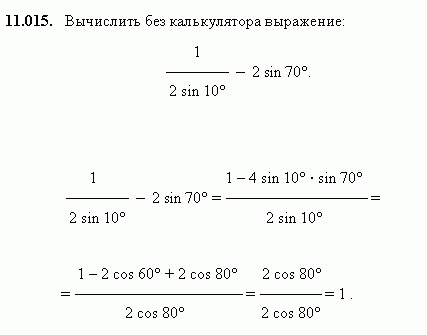 11.015. Вычислить без калькулятора выражение:
1 / 2 sin 10° − 2 sin 70°.
1 / 2 sin 10° − 2 sin 70° = 1 – 4 sin 10° · sin 70° / 2 sin 10° =
= 1 – 2 cos 60° + 2 cos 80° / 2 cos 80° = 2 cos 80° / 2 cos 80° = 1 .